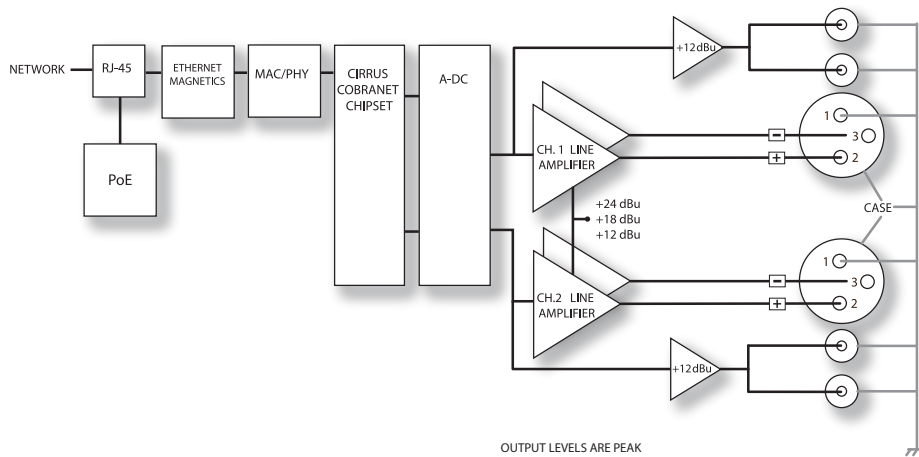 NETWORK
RJ-45
PoE
ETHERNET
MAGNETICS
MAC/PHY
CIRRUS
COBRANET
CHIPSET
A-DC
+12dBu
CH. 1 LINE
AMPLIFIER
-
+
1
3
2
+24 dBu
+18 dBu
+12 dBu
CASE
CH.2 LINE
AMPLIFIER
-
+
1
3
2
+12dBu
OUTPUT LEVELS ARE PEAK